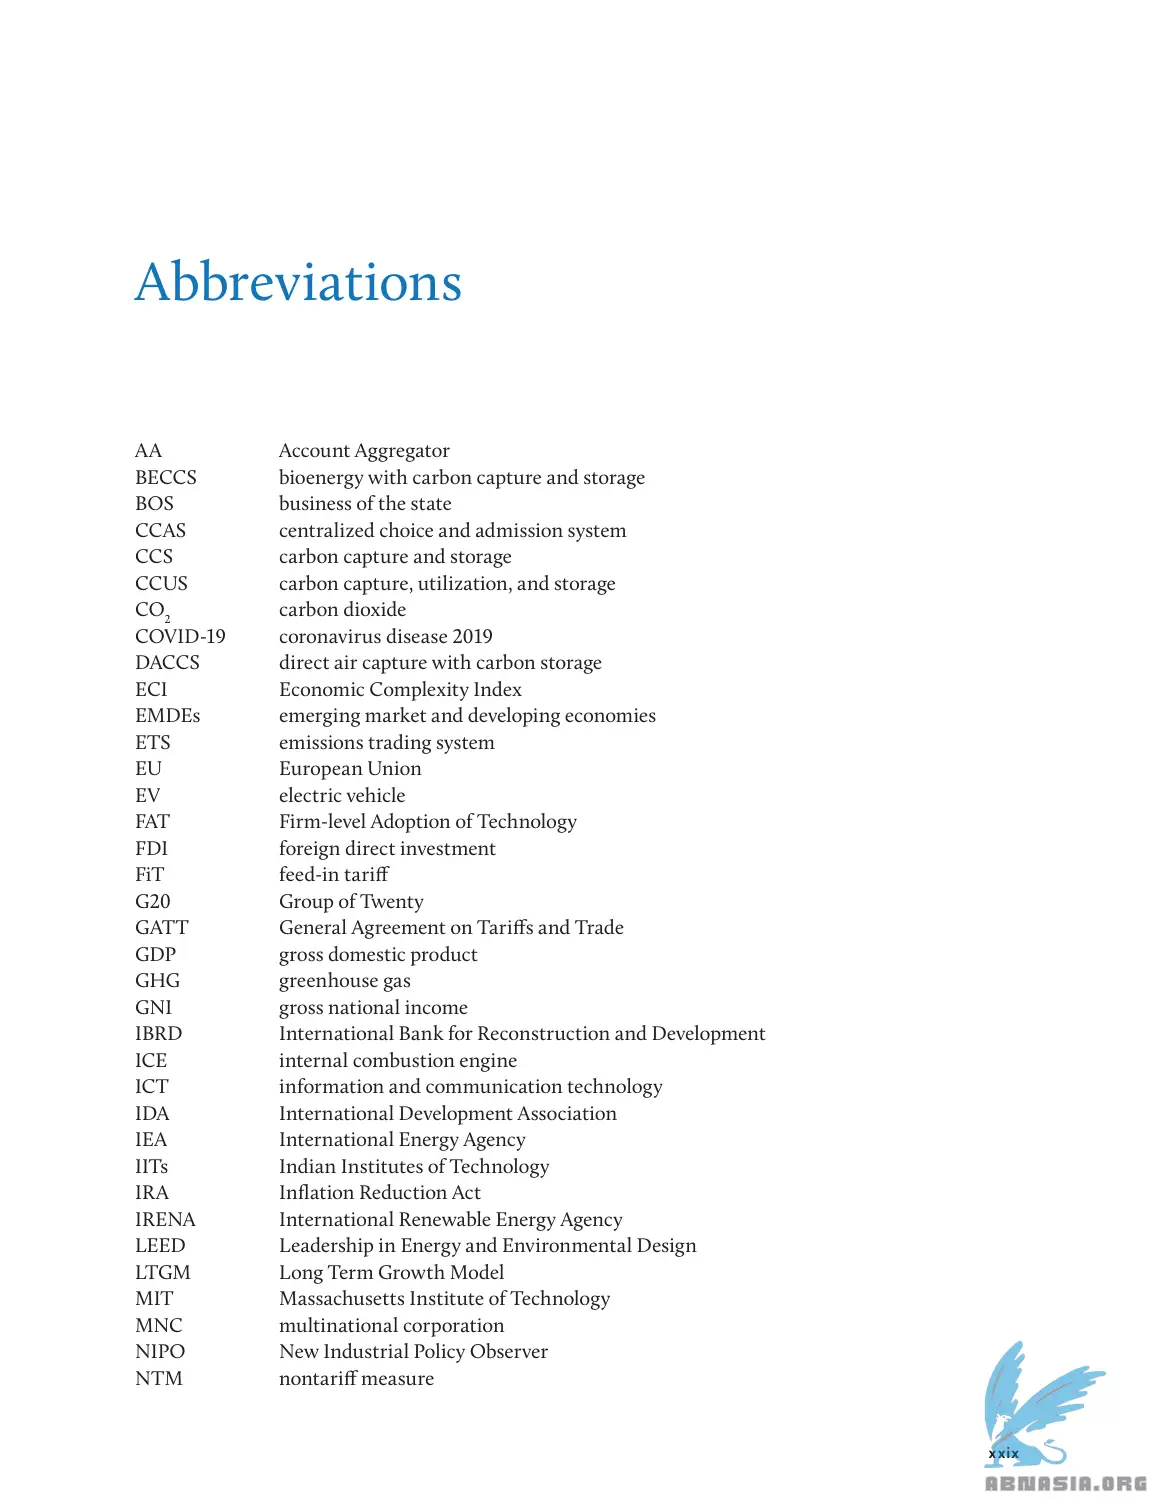 Abbreviations
AA Account Aggregator
BECCS bioenergy with carbon capture and storage
BOS business of the state
CCAS centralized choice and admission system
CCS carbon capture and storage
CCUS carbon capture, utilization, and storage
CO₂ carbon dioxide
COVID-19 coronavirus disease 2019
DACCS direct air capture with carbon storage
ECI Economic Complexity Index
EMDEs emerging market and developing economies
ETS emissions trading system
EU European Union
EV electric vehicle
FAT Firm-level Adoption of Technology
FDI foreign direct investment
FiT feed-in tariff
G20 Group of Twenty
GATT General Agreement on Tariffs and Trade
GDP gross domestic product
GHG greenhouse gas
GNI gross national income
IBRD International Bank for Reconstruction and Development
ICE internal combustion engine
ICT information and communication technology
IDA International Development Association
IEA International Energy Agency
IITs Indian Institutes of Technology
IRA Inflation Reduction Act
IRENA International Renewable Energy Agency
LEED Leadership in Energy and Environmental Design
LTGM Long Term Growth Model
MIT Massachusetts Institute of Technology
MNC multinational corporation
NIPO New Industrial Policy Observer
NTM nontariff measure
xxix
ABNASIA.ORG